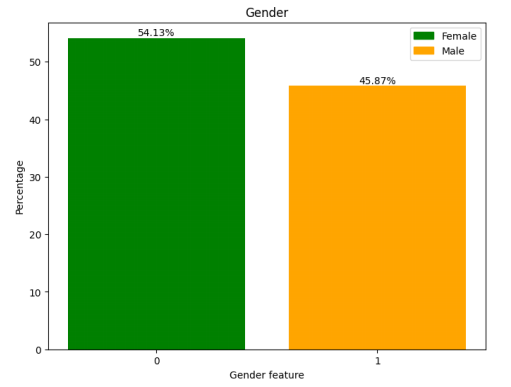 Gender
54.13%
45.87%
Female
Male
50
40
30
20
10
0
Percentage
0
1
Gender feature